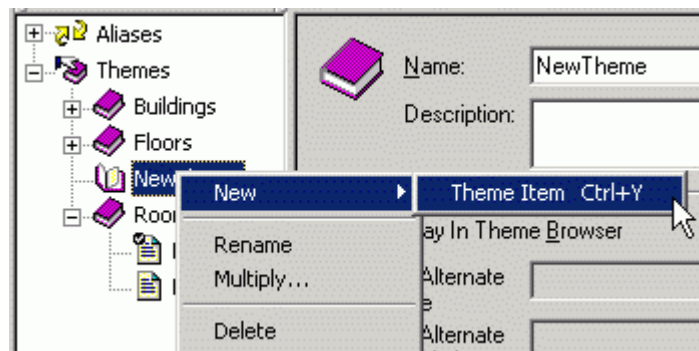 Aliases
Themes
Buildings
Floors
New
Roo
Name: NewTheme
Description:
New Theme Item Ctrl+Y
Rename
Multiply...
Delete
ay In Theme Browser
Alternate
e
Alternate